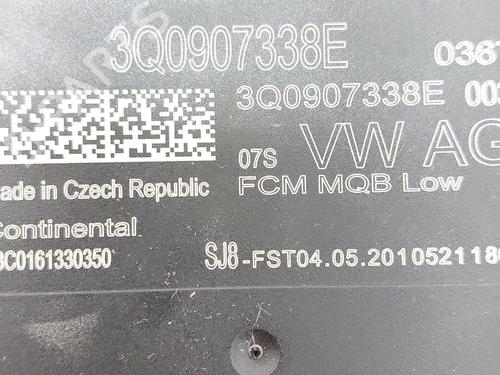 3Q0907338E 036
3Q0907338E 00
07S VW AG
FCM MQB Low
Made in Czech Republic
Continental
3C0161330350 SJ8-FST04.05.20105211